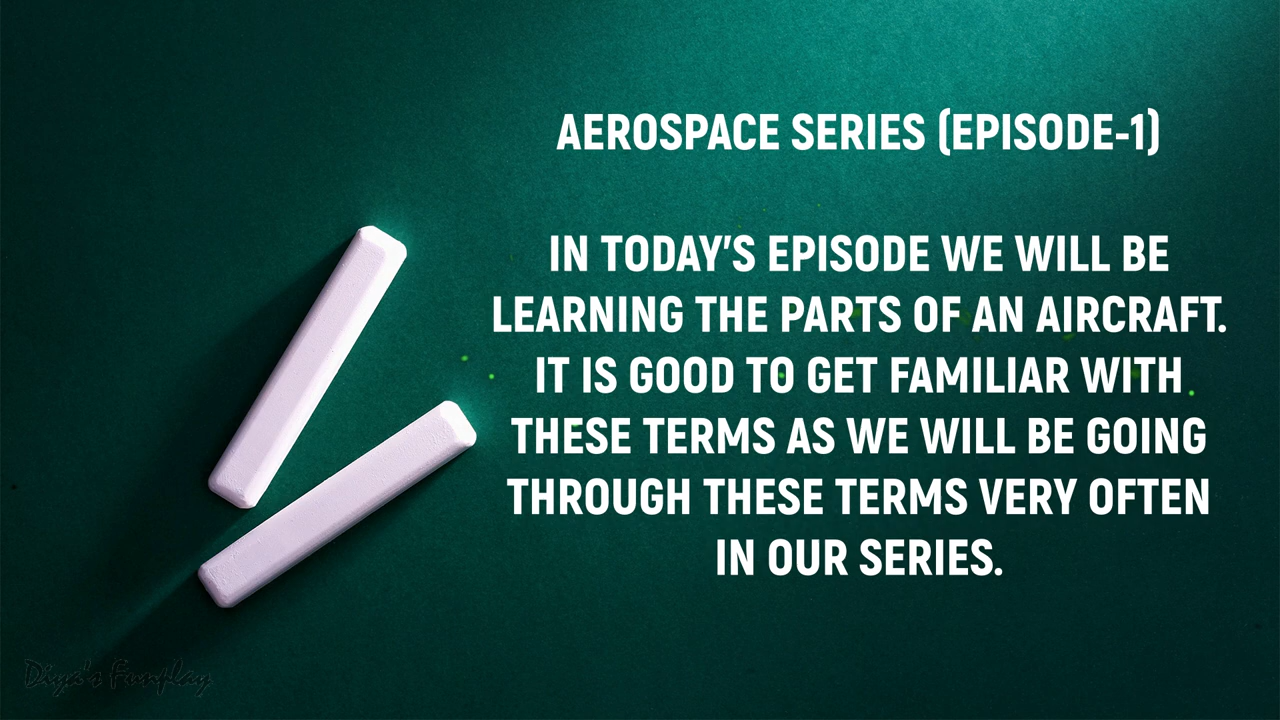 AEROSPACE SERIES (EPISODE-1)
IN TODAY'S EPISODE WE WILL BE
LEARNING THE PARTS OF AN AIRCRAFT.
IT IS GOOD TO GET FAMILIAR WITH
THESE TERMS AS WE WILL BE GOING
THROUGH THESE TERMS VERY OFTEN
IN OUR SERIES.
Diya's Funplay